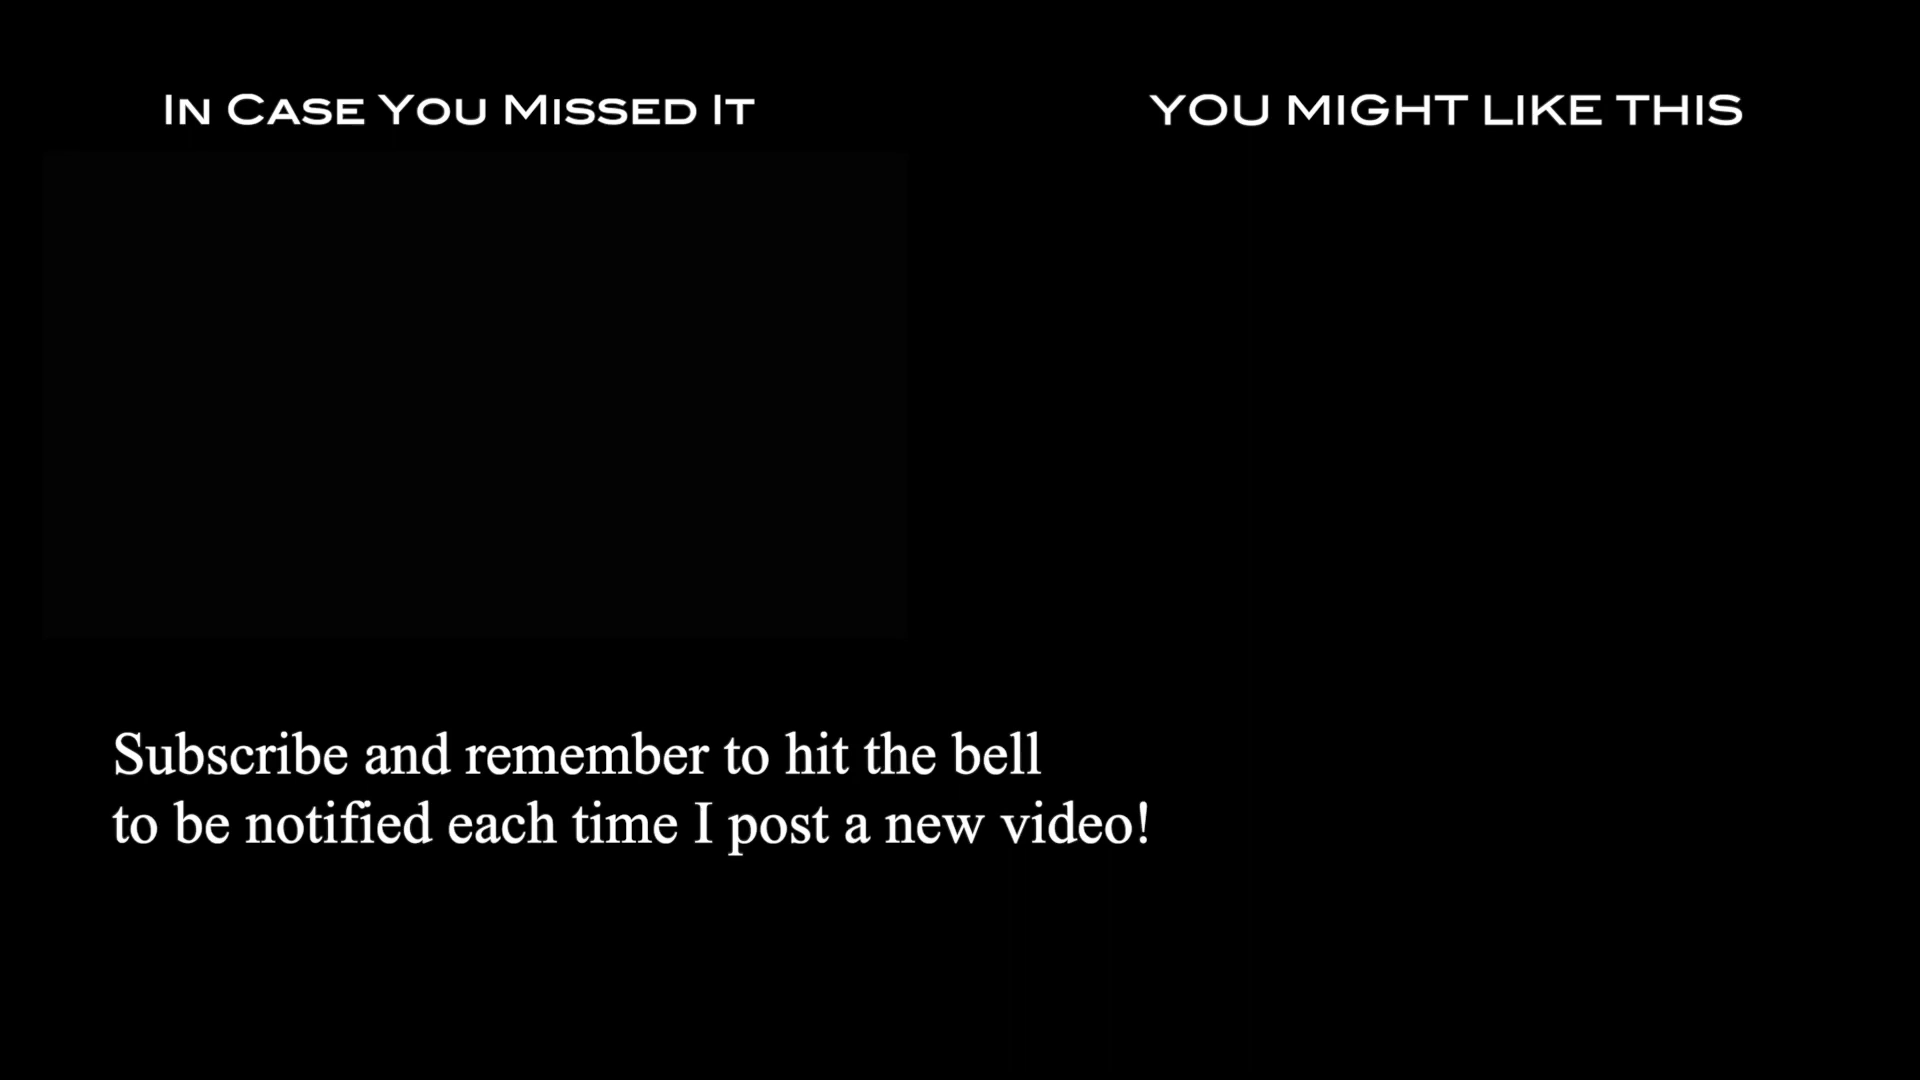 In Case You Missed It
YOU MIGHT LIKE THIS
Subscribe and remember to hit the bell
to be notified each time I post a new video!